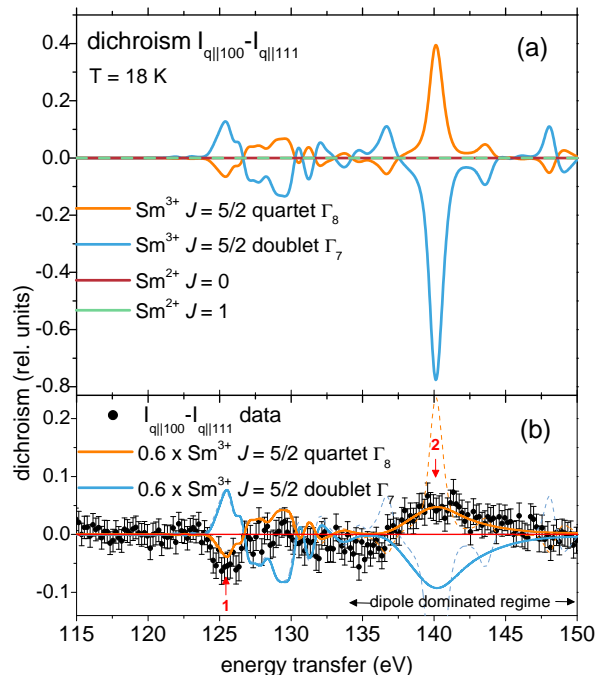 dichroism I_q||100-I_q||111
(a)
T = 18 K
0.4
0.2
0.0
-0.2
-0.4
-0.6
-0.8
Sm³⁺ J = 5/2 quartet Γ₈
Sm³⁺ J = 5/2 doublet Γ₇
Sm²⁺ J = 0
Sm²⁺ J = 1
dichroism (rel. units)
I_q||100-I_q||111 data
(b)
0.6 x Sm³⁺ J = 5/2 quartet Γ₈
0.6 x Sm³⁺ J = 5/2 doublet Γ₇
2
0.2
0.1
0.0
-0.1
1
dipole dominated regime
115 120 125 130 135 140 145 150
energy transfer (eV)